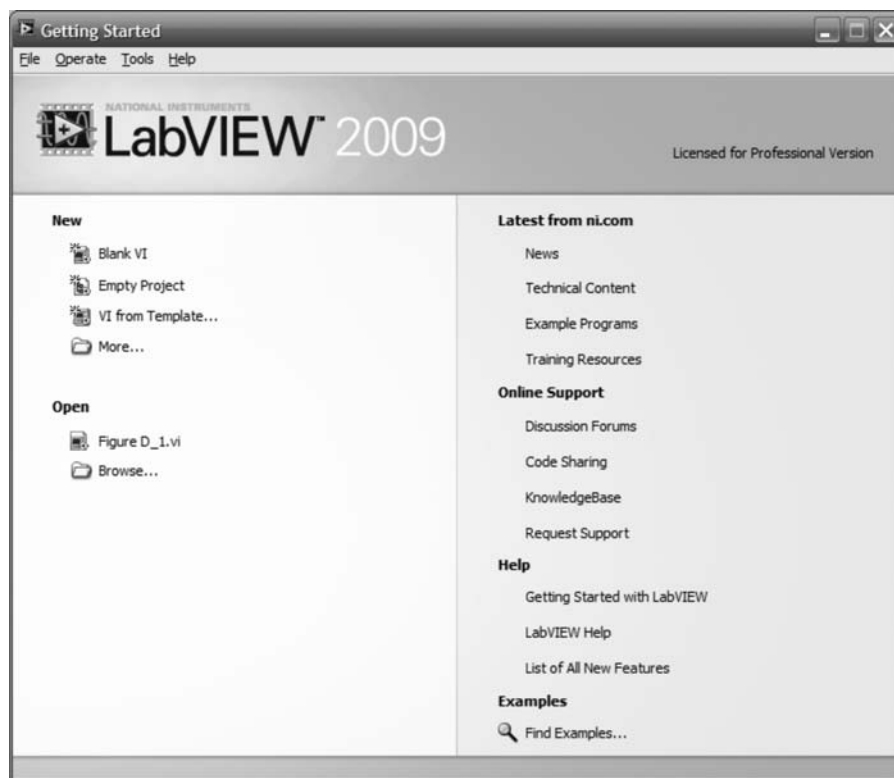 Getting Started
File Operate Tools Help
NATIONAL INSTRUMENTS
LabVIEW™ 2009
Licensed for Professional Version
New
Blank VI
Empty Project
VI from Template...
More...
Open
Figure D_1.vi
Browse...
Latest from ni.com
News
Technical Content
Example Programs
Training Resources
Online Support
Discussion Forums
Code Sharing
KnowledgeBase
Request Support
Help
Getting Started with LabVIEW
LabVIEW Help
List of All New Features
Examples
Find Examples...